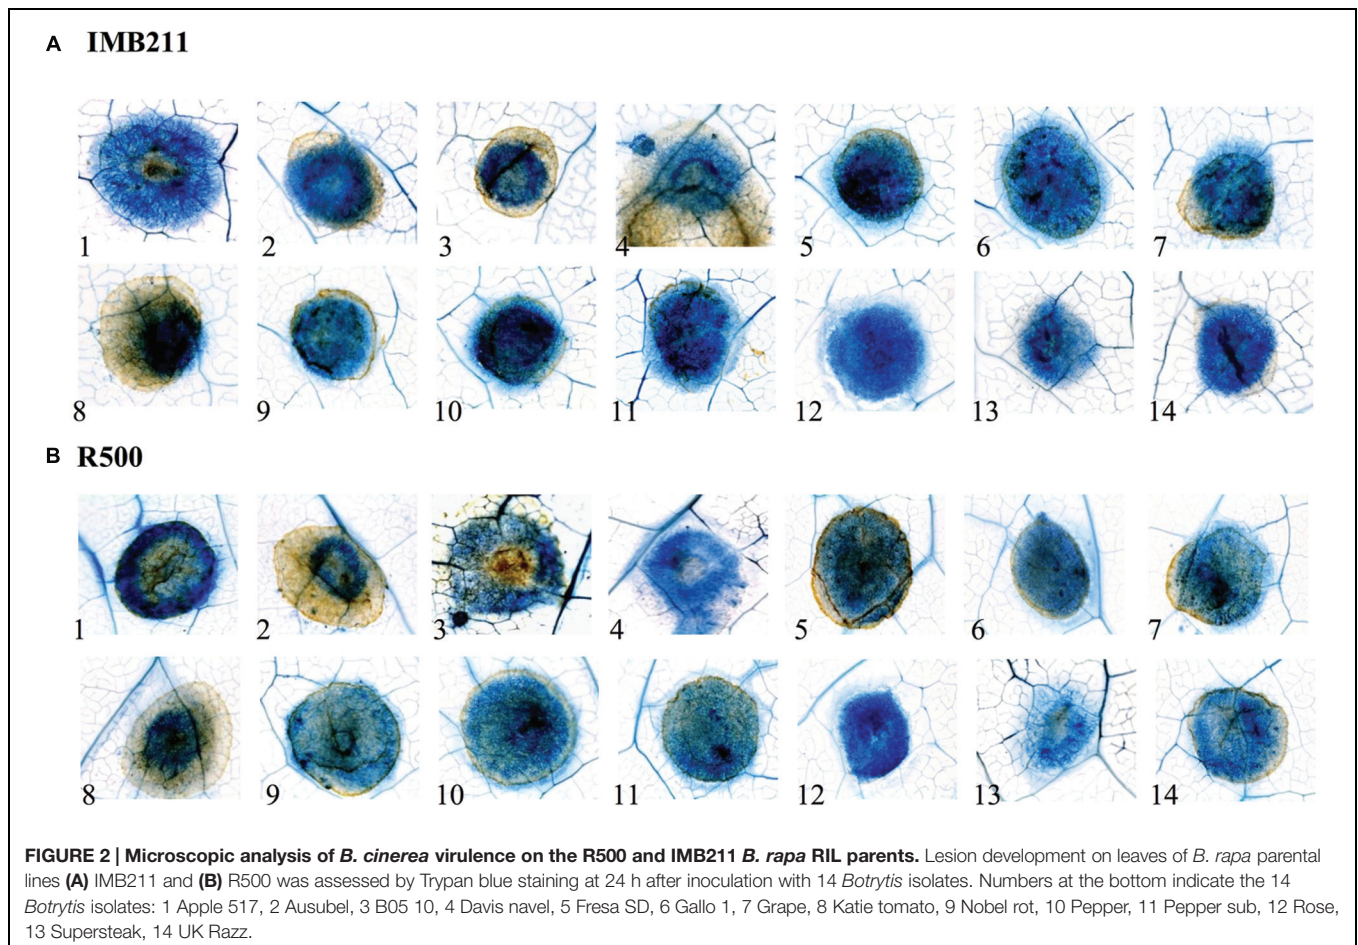 A IMB211
1 2 3 4 5 6 7
8 9 10 11 12 13 14
B R500
1 2 3 4 5 6 7
8 9 10 11 12 13 14
FIGURE 2 | Microscopic analysis of B. cinerea virulence on the R500 and IMB211 B. rapa RIL parents. Lesion development on leaves of B. rapa parental
lines (A) IMB211 and (B) R500 was assessed by Trypan blue staining at 24 h after inoculation with 14 Botrytis isolates. Numbers at the bottom indicate the 14
Botrytis isolates: 1 Apple 517, 2 Ausubel, 3 B05 10, 4 Davis navel, 5 Fresa SD, 6 Gallo 1, 7 Grape, 8 Katie tomato, 9 Nobel rot, 10 Pepper, 11 Pepper sub, 12 Rose,
13 Supersteak, 14 UK Razz.